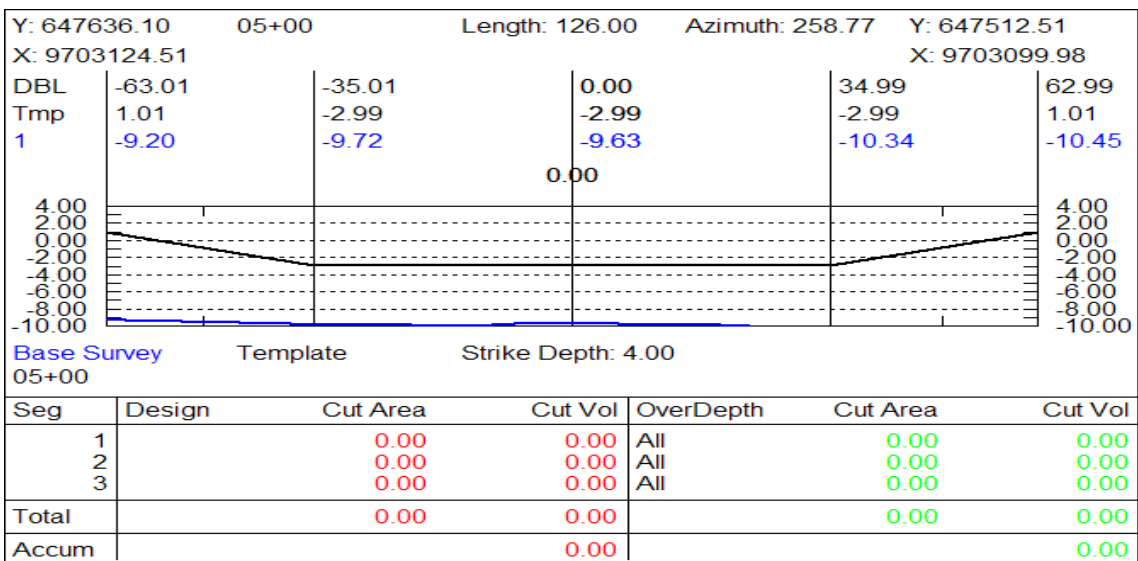 Y: 647636.10 05+00 Length: 126.00 Azimuth: 258.77 Y: 647512.51
X: 9703124.51 X: 9703099.98
DBL -63.01 -35.01 0.00 34.99 62.99
Tmp 1.01 -2.99 -2.99 -2.99 1.01
1 -9.20 -9.72 -9.63 -10.34 -10.45
0.00
4.00 4.00
2.00 2.00
0.00 0.00
-2.00 -2.00
-4.00 -4.00
-6.00 -6.00
-8.00 -8.00
-10.00 -10.00
Base Survey Template Strike Depth: 4.00
05+00
Seg Design Cut Area Cut Vol OverDepth Cut Area Cut Vol
1 0.00 0.00 All 0.00 0.00
2 0.00 0.00 All 0.00 0.00
3 0.00 0.00 All 0.00 0.00
Total 0.00 0.00 0.00 0.00
Accum 0.00 0.00